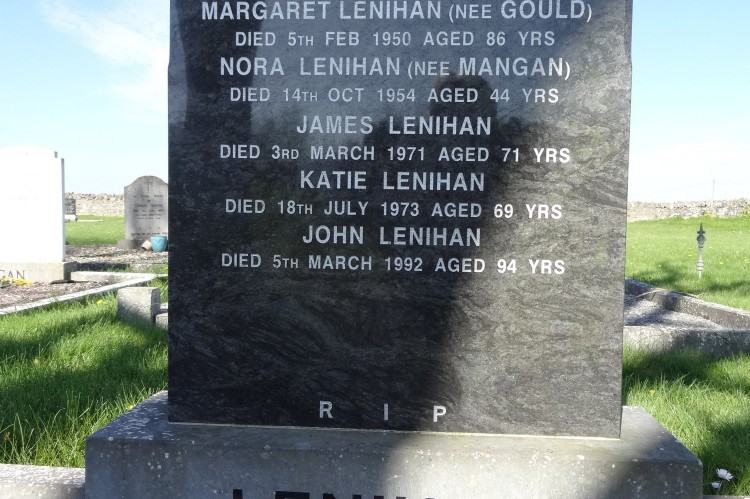 MARGARET LENIHAN (NEE GOULD)
DIED 5TH FEB 1950 AGED 86 YRS
NORA LENIHAN (NEE MANGAN)
DIED 14TH OCT 1954 AGED 44 YRS
JAMES LENIHAN
DIED 3RD MARCH 1971 AGED 71 YRS
KATIE LENIHAN
DIED 18TH JULY 1973 AGED 69 YRS
JOHN LENIHAN
DIED 5TH MARCH 1992 AGED 94 YRS
R I P